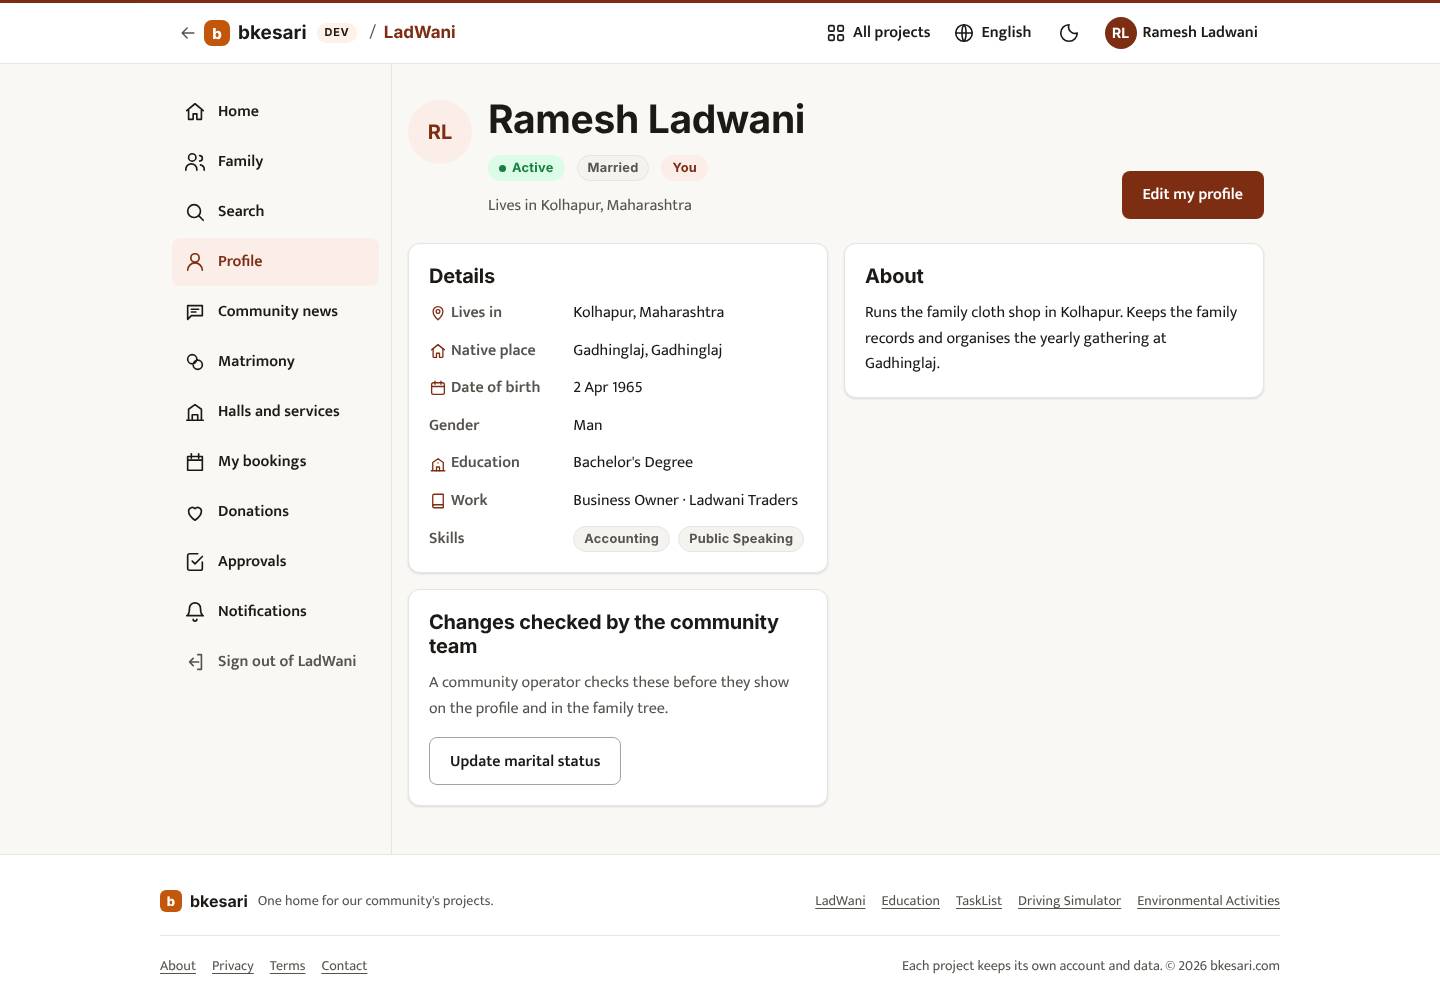 b bkesari DEV / LadWani
All projects
English
RL Ramesh Ladwani
Home
Family
Search
Profile
Community news
Matrimony
Halls and services
My bookings
Donations
Approvals
Notifications
Sign out of LadWani
RL
Ramesh Ladwani
Active Married You
Lives in Kolhapur, Maharashtra
Edit my profile
Details
Lives in Kolhapur, Maharashtra
Native place Gadhinglaj, Gadhinglaj
Date of birth 2 Apr 1965
Gender Man
Education Bachelor's Degree
Work Business Owner · Ladwani Traders
Skills Accounting Public Speaking
About
Runs the family cloth shop in Kolhapur. Keeps the family
records and organises the yearly gathering at
Gadhinglaj.
Changes checked by the community
team
A community operator checks these before they show
on the profile and in the family tree.
Update marital status
b bkesari One home for our community's projects.
LadWani Education TaskList Driving Simulator Environmental Activities
About Privacy Terms Contact
Each project keeps its own account and data. © 2026 bkesari.com